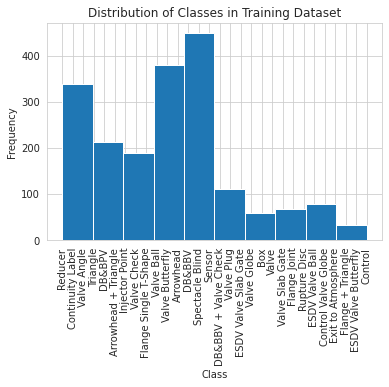 Distribution of Classes in Training Dataset
Frequency
400
300
200
100
0
Reducer
Continuity Label
Valve Angle
Triangle
DB&BPV
Arrowhead + Triangle
Injector Point
Valve Check
Flange Single T-Shape
Valve Ball
Valve Butterfly
Arrowhead
DB&BBV
Spectacle Blind
Sensor
DB&BBV + Valve Check
Valve Plug
ESDV Valve Slab Gate
Valve Globe
Box
Valve
Valve Slab Gate
Flange Joint
Rupture Disc
ESDV Valve Ball
Control Valve Globe
Exit to Atmosphere
Flange + Triangle
ESDV Valve Butterfly
Control
Class